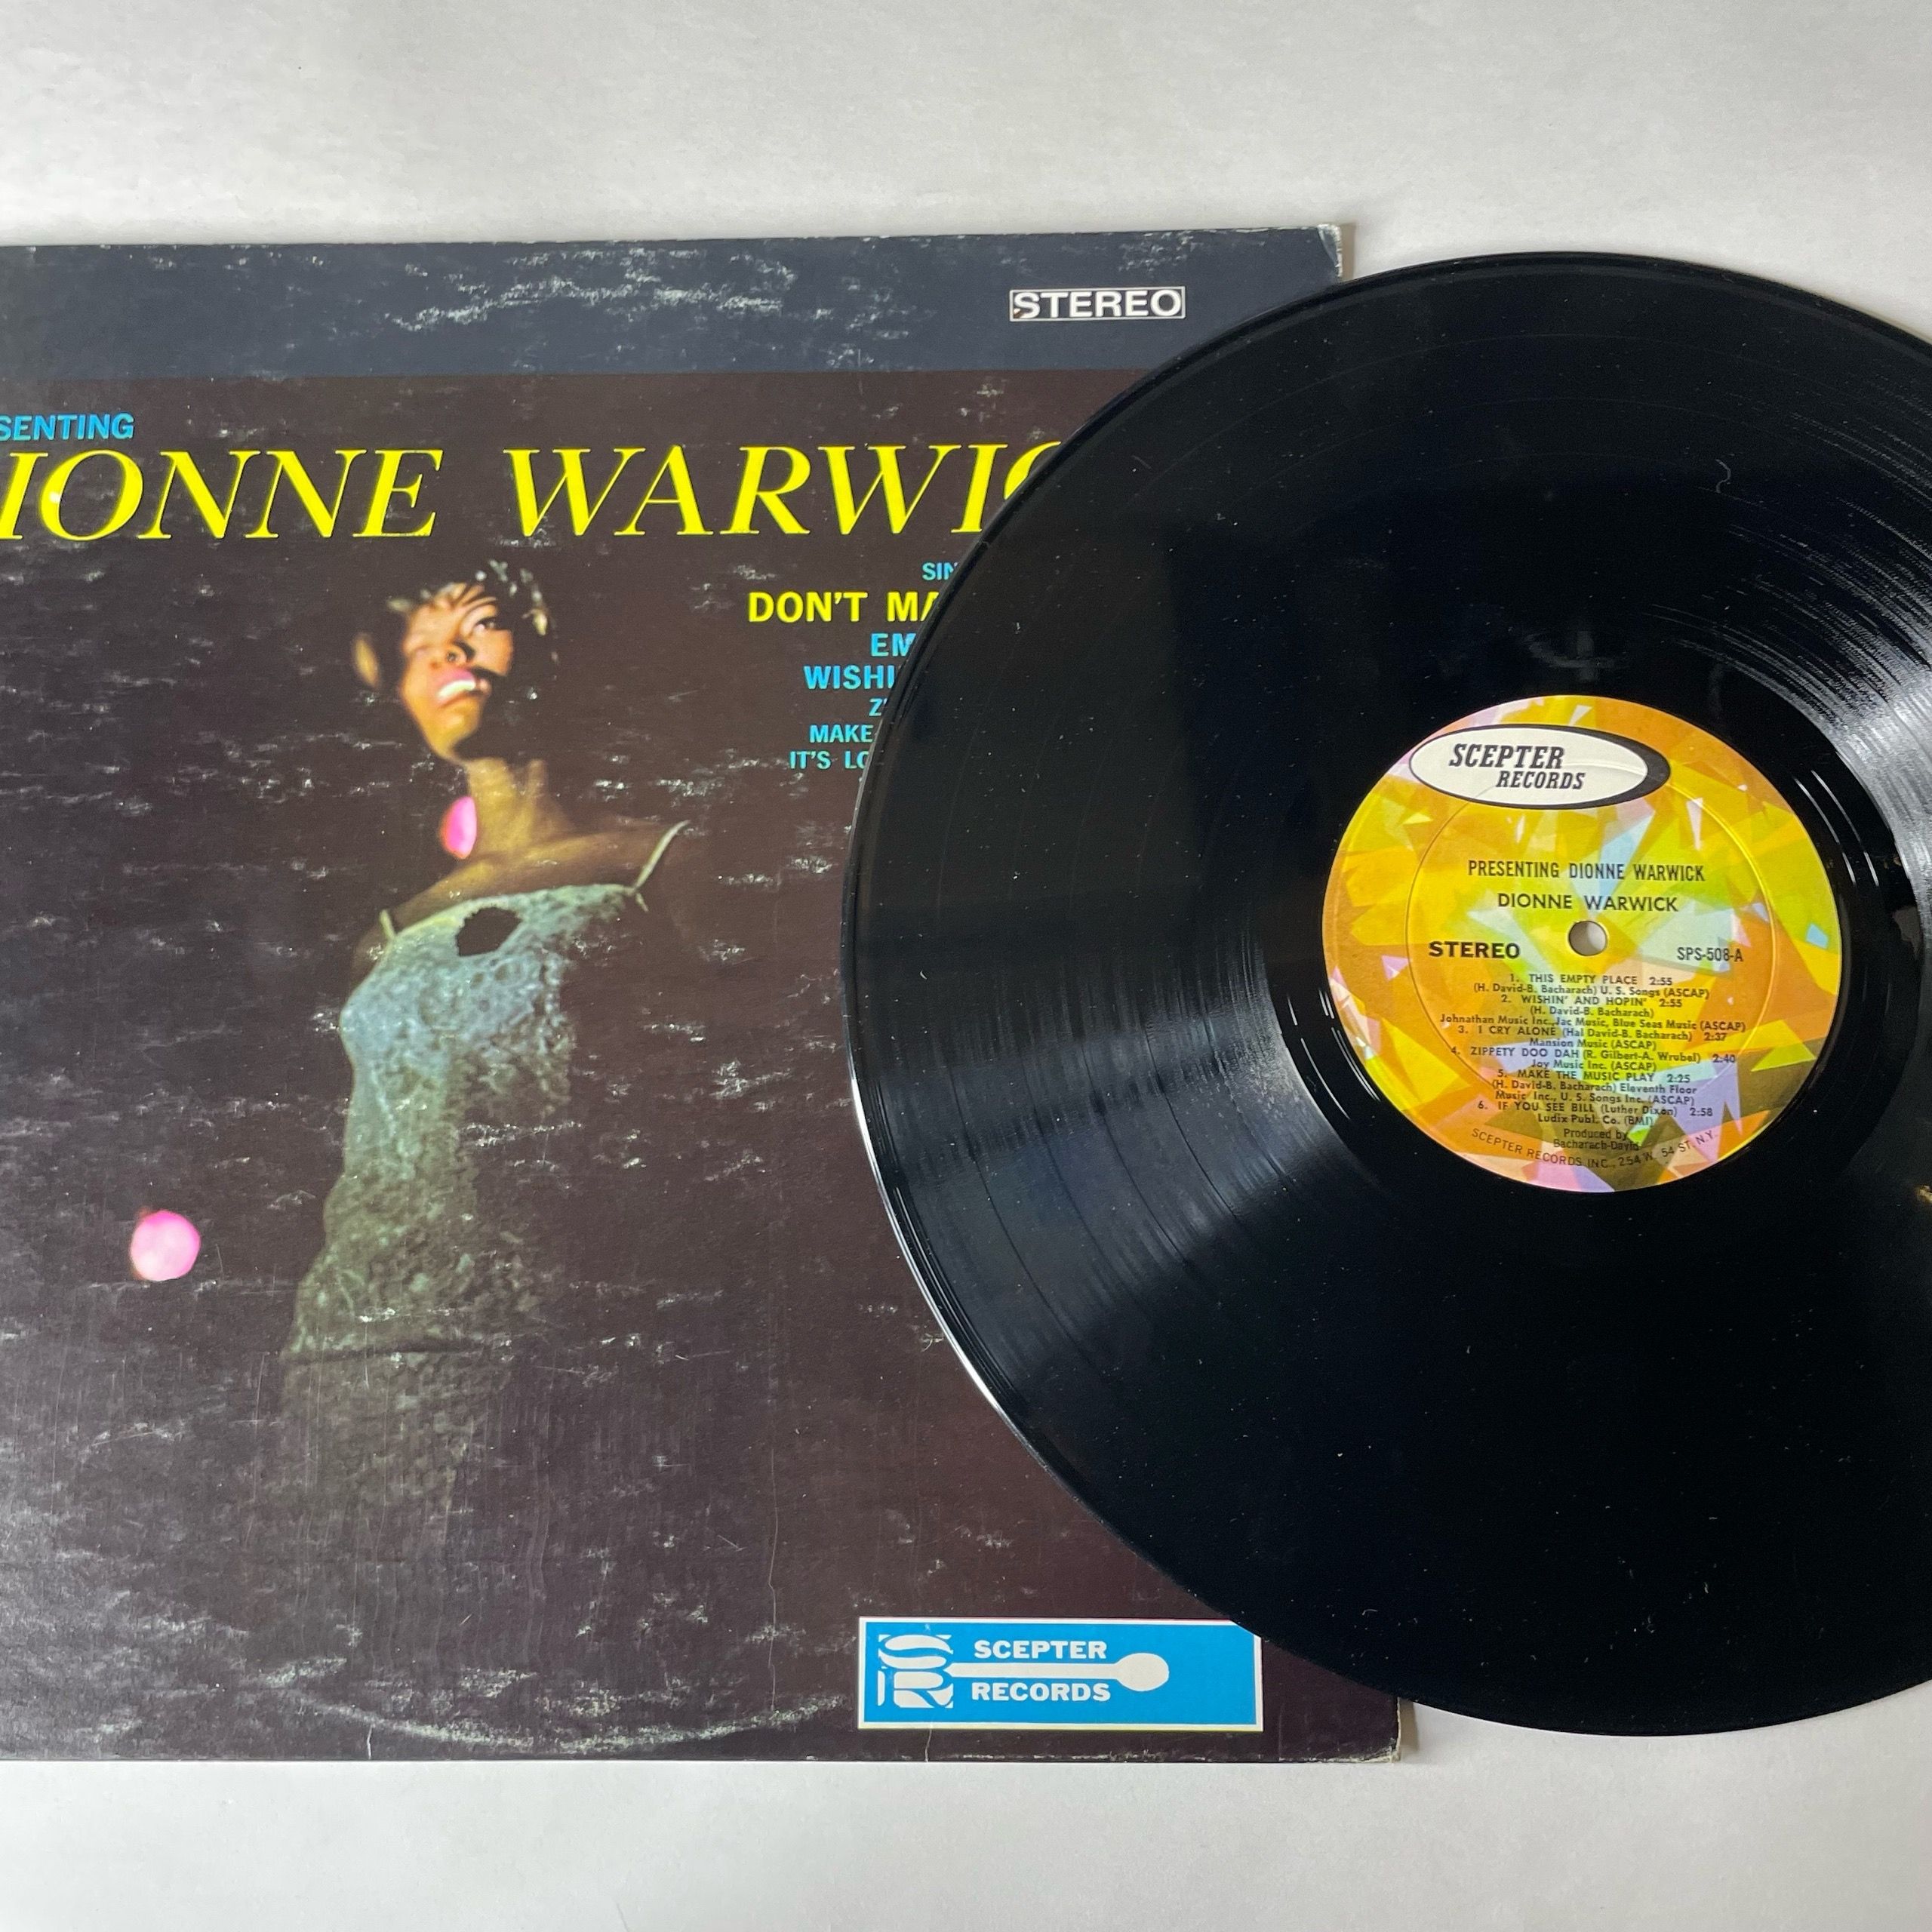 STEREO
SENTING
IONNE WARWIC
SIN
DON'T MA
EM
WISHI
Z
MAKE
IT'S LO
SR SCEPTER
RECORDS
SCEPTER
RECORDS
PRESENTING DIONNE WARWICK
DIONNE WARWICK
STEREO SPS-508-A
1. THIS EMPTY PLACE 2:55
(H. David-B. Bacharach) U. S. Songs (ASCAP)
2. WISHIN' AND HOPIN' 2:55
(H. David-B. Bacharach)
Johnathan Music Inc., Jac Music, Blue Seas Music (ASCAP)
3. I CRY ALONE (Hal David-B. Bacharach) 2:37
Mansion Music (ASCAP)
4. ZIPPETY DOO DAH (R. Gilbert-A. Wrubel) 2:40
Joy Music Inc. (ASCAP)
5. MAKE THE MUSIC PLAY 2:25
(H. David-B. Bacharach) Eleventh Floor
Music Inc., U. S. Songs Inc. (ASCAP)
6. IF YOU SEE BILL (Luther Dixon) 2:58
Ludix Publ. Co. (BMI)
Produced by
Bacharach-David
SCEPTER RECORDS INC., 254 W. 54 ST. N.Y.